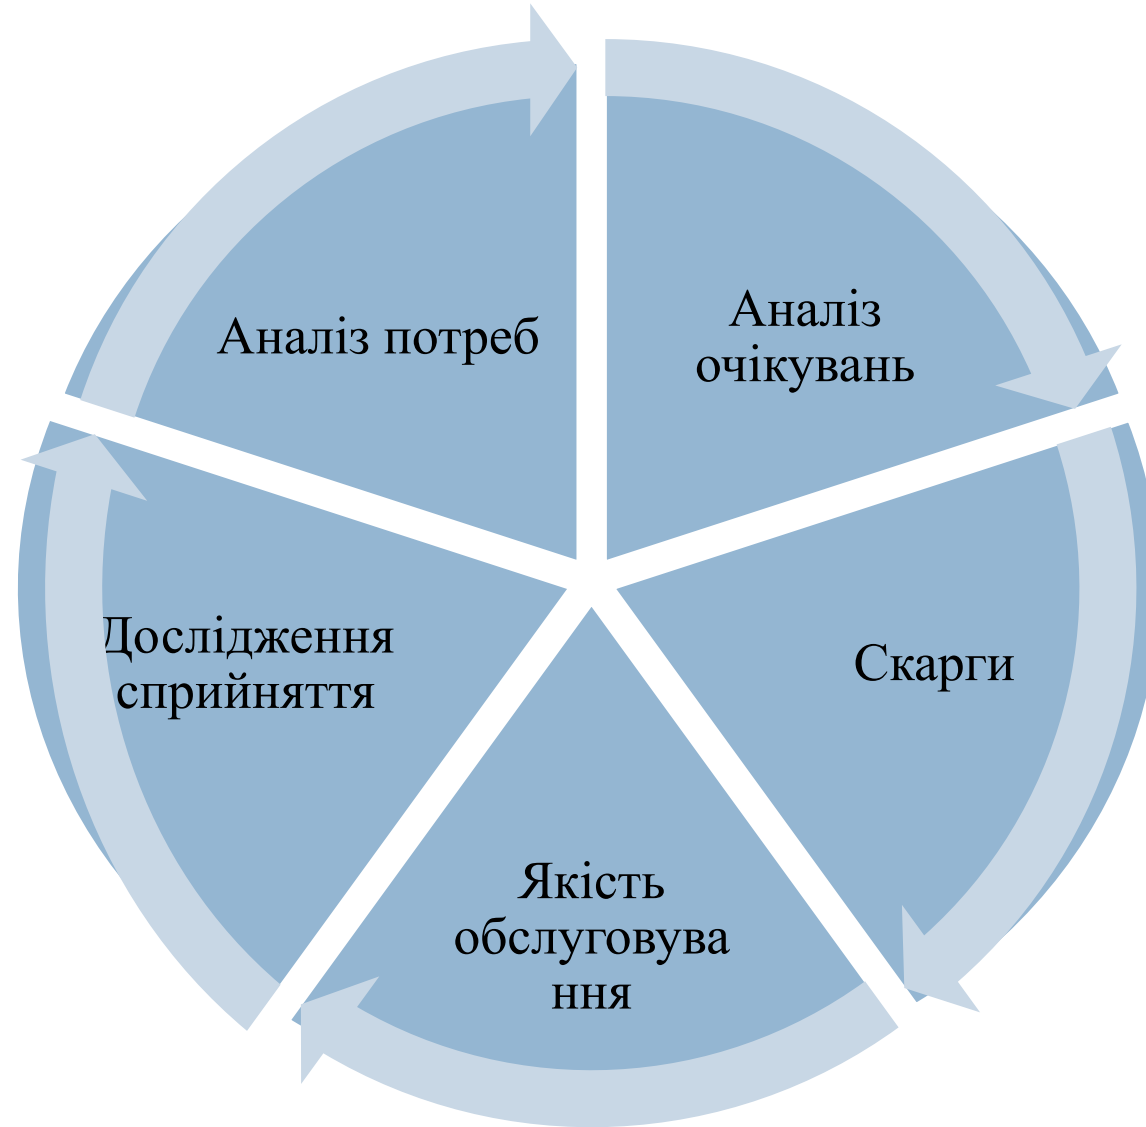 Аналіз потреб
Аналіз
очікувань
Скарги
Якість
обслуговува
ння
Дослідження
сприйняття